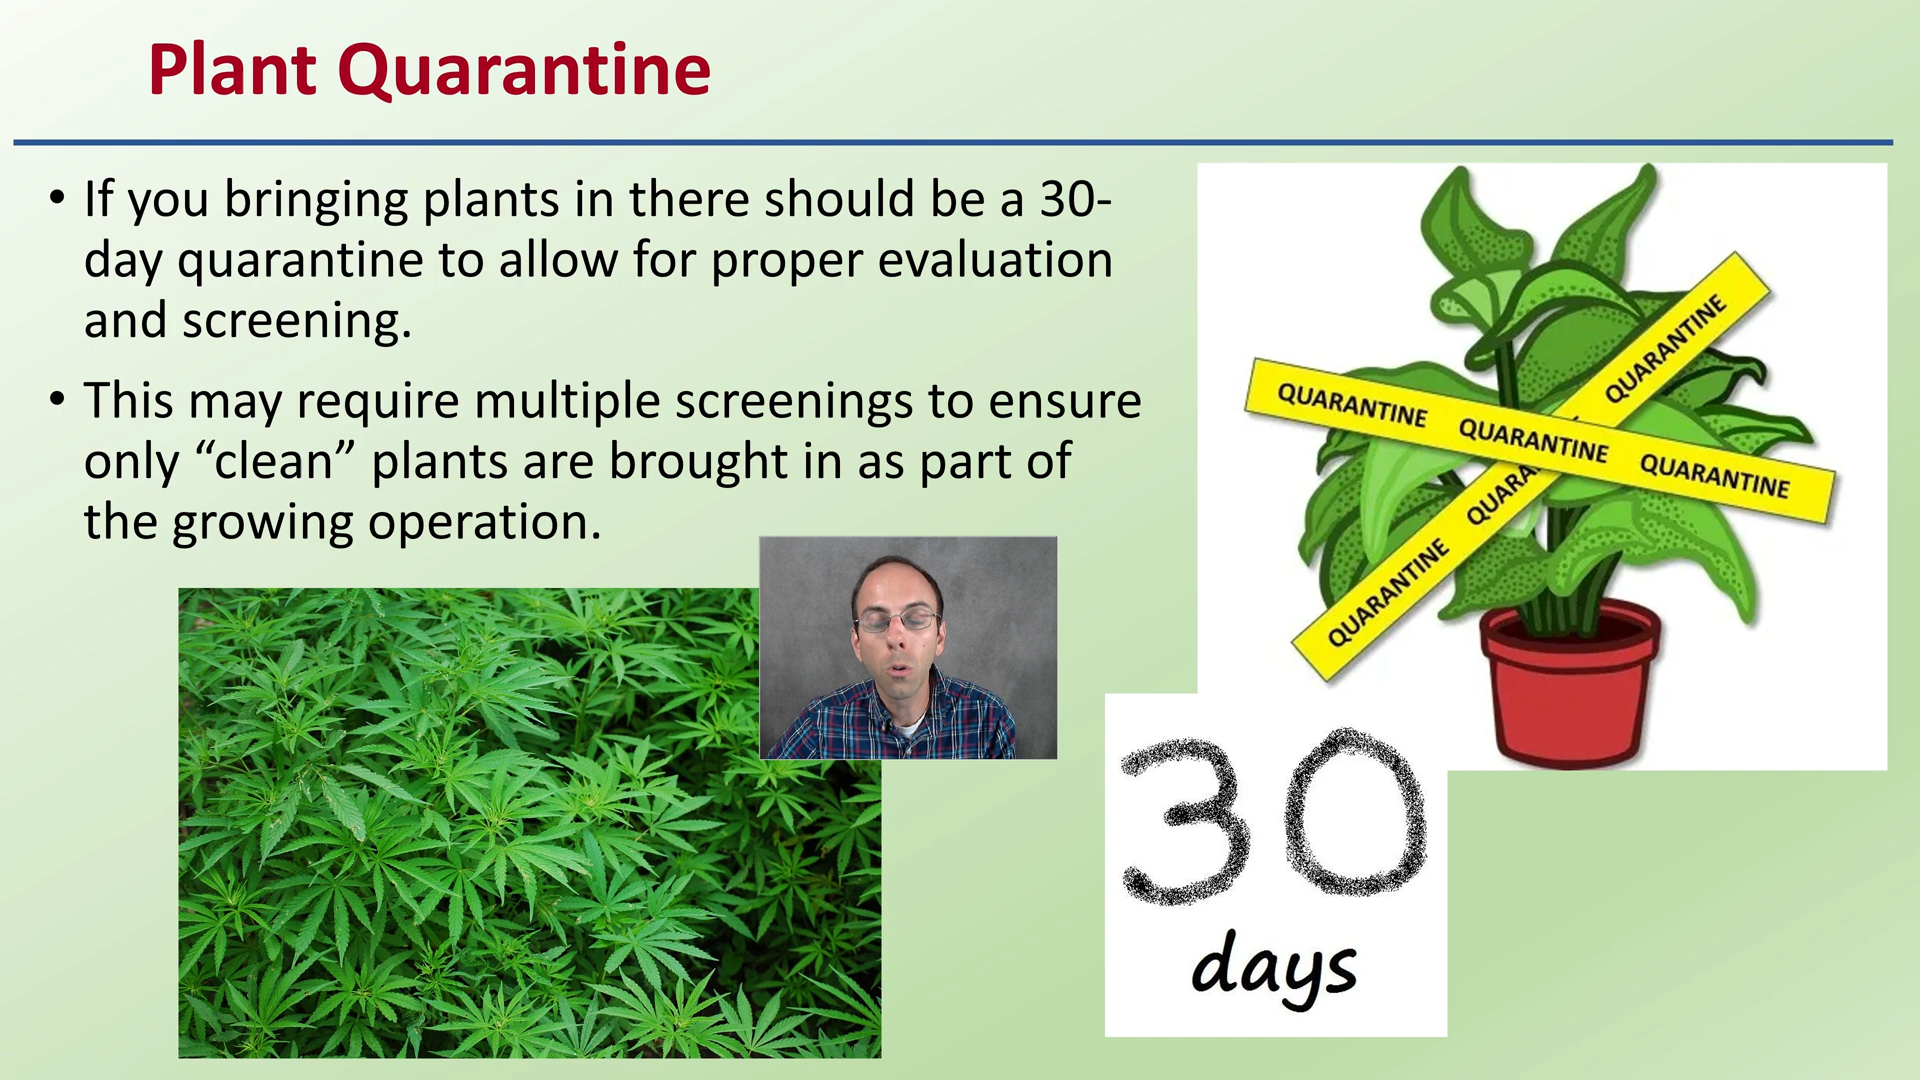 Plant Quarantine
• If you bringing plants in there should be a 30-
day quarantine to allow for proper evaluation
and screening.
• This may require multiple screenings to ensure
only “clean” plants are brought in as part of
the growing operation.
QUARANTINE QUARANTINE QUARANTINE
QUARANTINE QUARA QUARANTINE
30
days